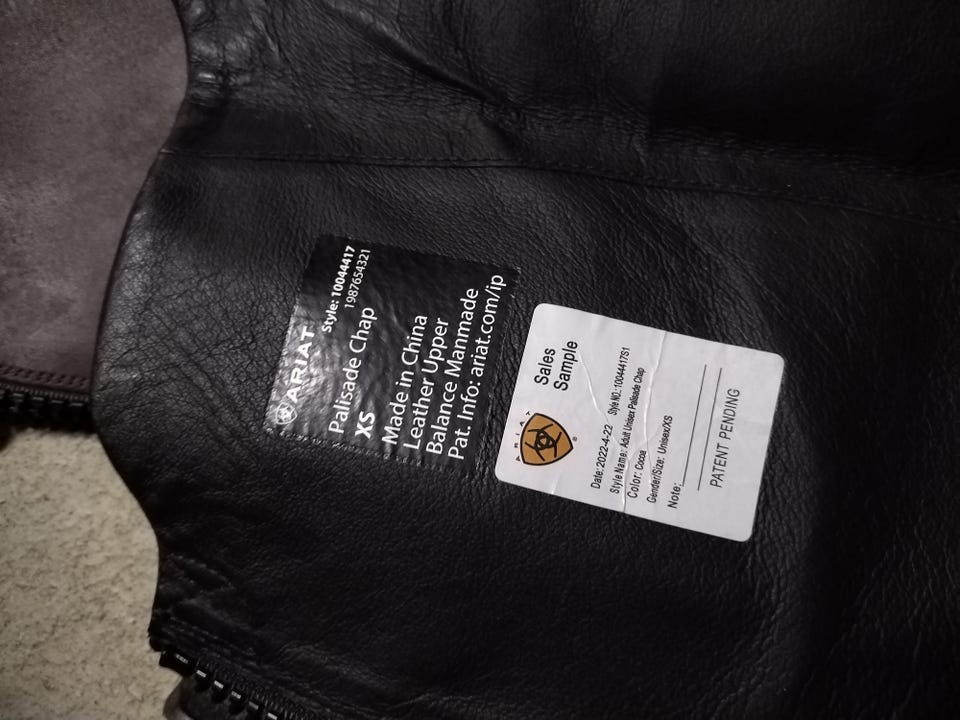 ARIAT
Style: 10044417
1987654321
Palisade Chap
XS
Made in China
Leather Upper
Balance Manmade
Pat. Info: ariat.com/ip
ARIAT
®
Sales
Sample
Date: 2022-4-22 Style NO.: 10044417S1
Style Name: Adult Unisex Palisade Chap
Color: Cocoa
Gender/Size: Unisex/XS
Note:
PATENT PENDING